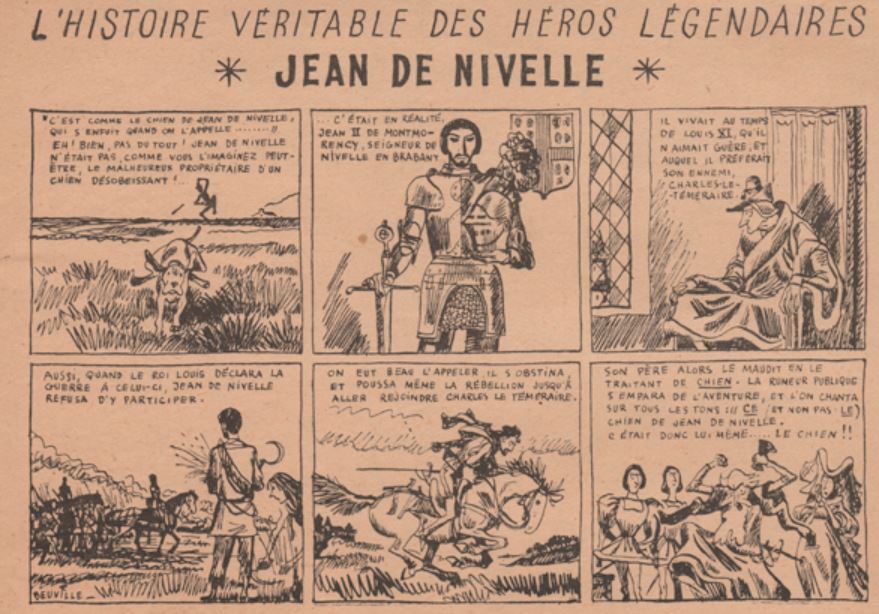 L'HISTOIRE VÉRITABLE DES HÉROS LÉGENDAIRES
* JEAN DE NIVELLE *
"C'EST COMME LE CHIEN DE JEAN DE NIVELLE,
QUI S'ENFUIT QUAND ON L'APPELLE ........!!
EH! BIEN, PAS DU TOUT! JEAN DE NIVELLE
N'ÉTAIT PAS, COMME VOUS L'IMAGINEZ PEUT-
ÊTRE, LE MALHEUREUX PROPRIÉTAIRE D'UN
CHIEN DÉSOBEISSANT!...
... C'ÉTAIT EN RÉALITÉ,
JEAN II DE MONTMO-
RENCY, SEIGNEUR DE
NIVELLE EN BRABANT
IL VIVAIT AU TEMPS
DE LOUIS XI, QU'IL
N'AIMAIT GUÈRE, ET
AUQUEL IL PRÉFÉRAIT
SON ENNEMI,
CHARLES-LE-
-TÉMÉRAIRE.
AUSSI, QUAND LE ROI LOUIS DÉCLARA LA
GUERRE À CELUI-CI, JEAN DE NIVELLE
REFUSA D'Y PARTICIPER.
BEUVILLE
ON EUT BEAU L'APPELER, IL S'OBSTINA,
ET POUSSA MÊME LA RÉBELLION JUSQU'À
ALLER REJOINDRE CHARLES LE TÉMÉRAIRE.
SON PÈRE ALORS LE MAUDIT EN LE
TRAITANT DE CHIEN. LA RUMEUR PUBLIQUE
S'EMPARA DE L'AVENTURE, ET L'ON CHANTA
SUR TOUS LES TONS !!! CE (ET NON PAS LE)
CHIEN DE JEAN DE NIVELLE.
C'ÉTAIT DONC LUI MÊME.... LE CHIEN!!